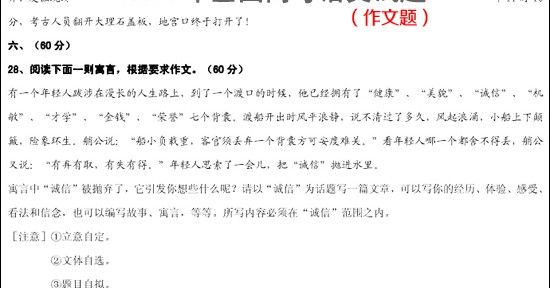 （作文题）
分，考古人员翻开大理石盖板，地宫口终于打开了！
六、（60分）
28、阅读下面一则寓言，根据要求作文。（60分）
有一个年轻人跋涉在漫长的人生路上，到了一个渡口的时候，他已经拥有了“健康”、“美貌”、“诚信”、“机
敏”、“才学”、“金钱”、“荣誉”七个背囊。渡船开出时风平浪静，说不清过了多久，风起浪涌，小船上下颠
簸，险象环生。艄公说：“船小负载重，客官须丢弃一个背囊方可安度难关。”看年轻人哪一个都舍不得丢，艄公
又说：“有弃有取，有失有得。”年轻人思索了一会儿，把“诚信”抛进水里。
寓言中“诚信”被抛弃了，它引发你想些什么呢？请以“诚信”为话题写一篇文章，可以写你的经历、体验、感受、
看法和信念，也可以编写故事、寓言，等等。所写内容必须在“诚信”范围之内。
［注意］①立意自定。
②文体自选。
③题目自拟。